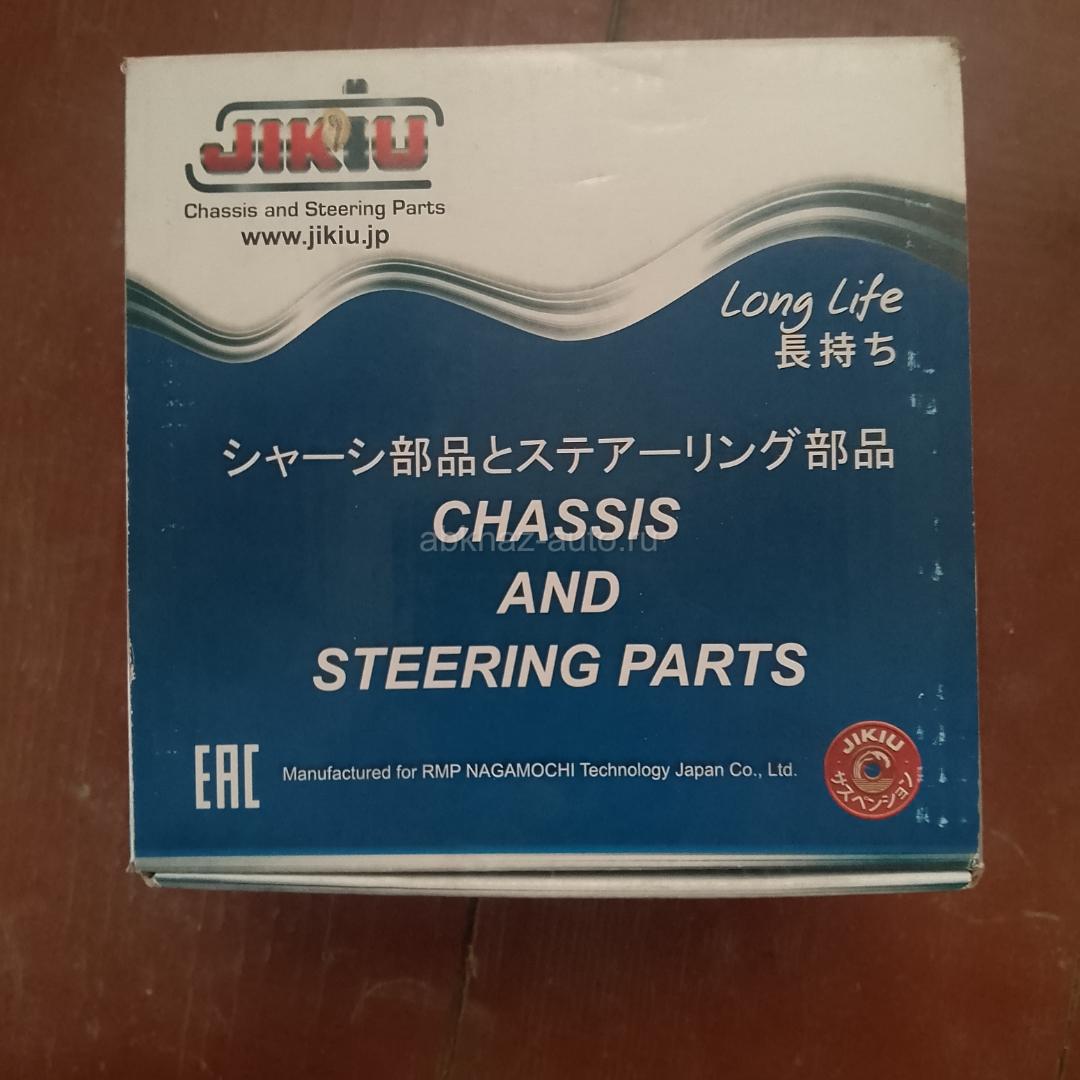 JIKIU
Chassis and Steering Parts
www.jikiu.jp
Long Life
長持ち
シャーシ部品とステアーリング部品
CHASSIS
abkhaz-auto.ru
AND
STEERING PARTS
EAC
Manufactured for RMP NAGAMOCHI Technology Japan Co., Ltd.
JIKIU
サスペンション